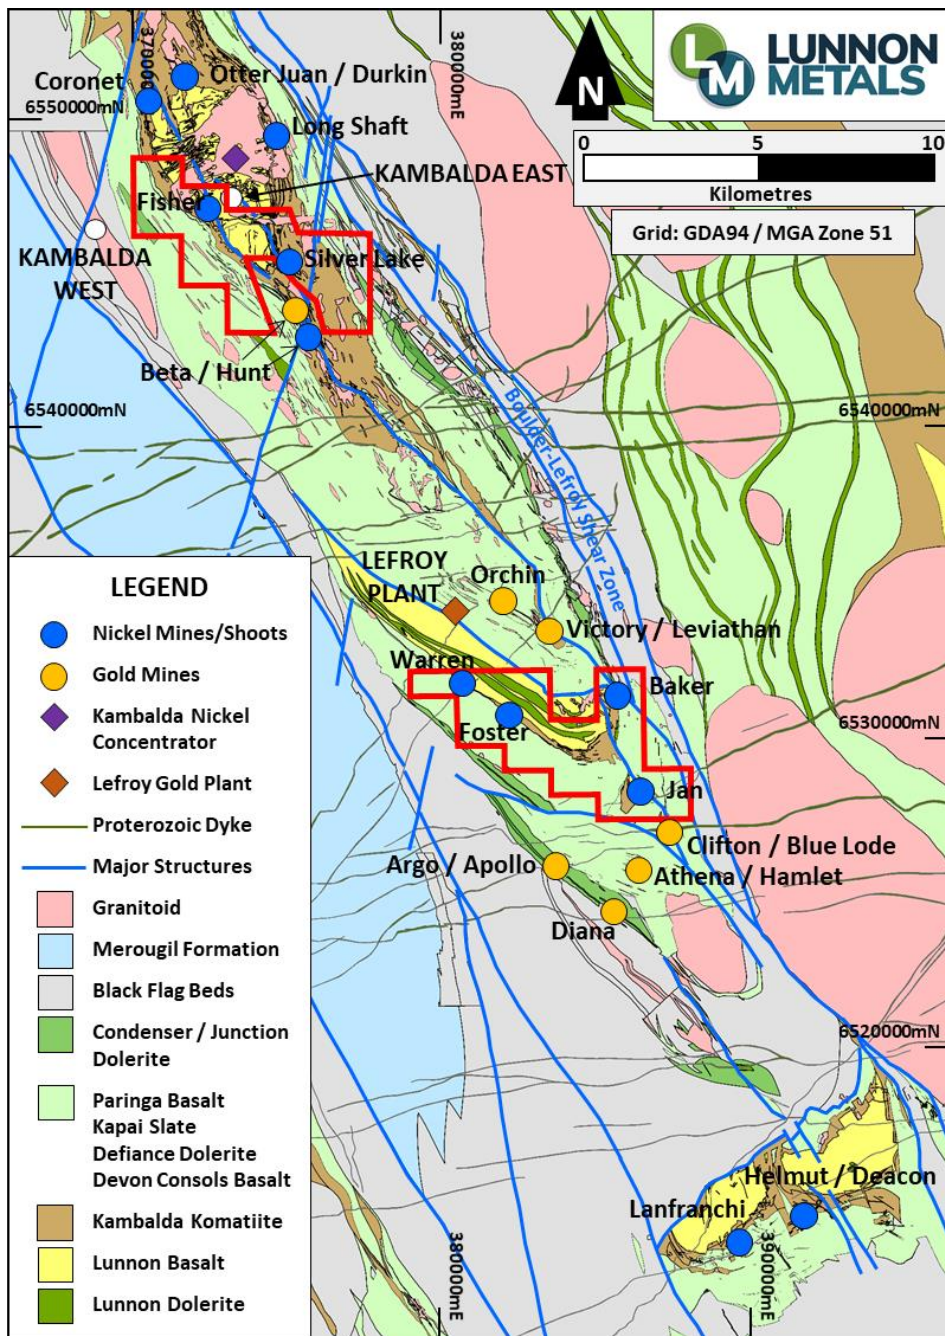 LM LUNNON
METALS
370000mE
380000mE
N
0 5 10
Kilometres
Grid: GDA94 / MGA Zone 51
Coronet
Otter Juan / Durkin
6550000mN
Long Shaft
KAMBALDA EAST
Fisher
KAMBALDA
WEST
Silver Lake
Beta / Hunt
6540000mN
6540000mN
Boulder-Lefroy Shear Zone
LEFROY
PLANT
Orchin
Victory / Leviathan
Warren
Baker
Foster
6530000mN
Jan
Clifton / Blue Lode
Argo / Apollo
Athena / Hamlet
Diana
6520000mN
Helmut / Deacon
Lanfranchi
380000mE
390000mE
LEGEND
Nickel Mines/Shoots
Gold Mines
Kambalda Nickel
Concentrator
Lefroy Gold Plant
Proterozoic Dyke
Major Structures
Granitoid
Merougil Formation
Black Flag Beds
Condenser / Junction
Dolerite
Paringa Basalt
Kapai Slate
Defiance Dolerite
Devon Consols Basalt
Kambalda Komatiite
Lunnon Basalt
Lunnon Dolerite